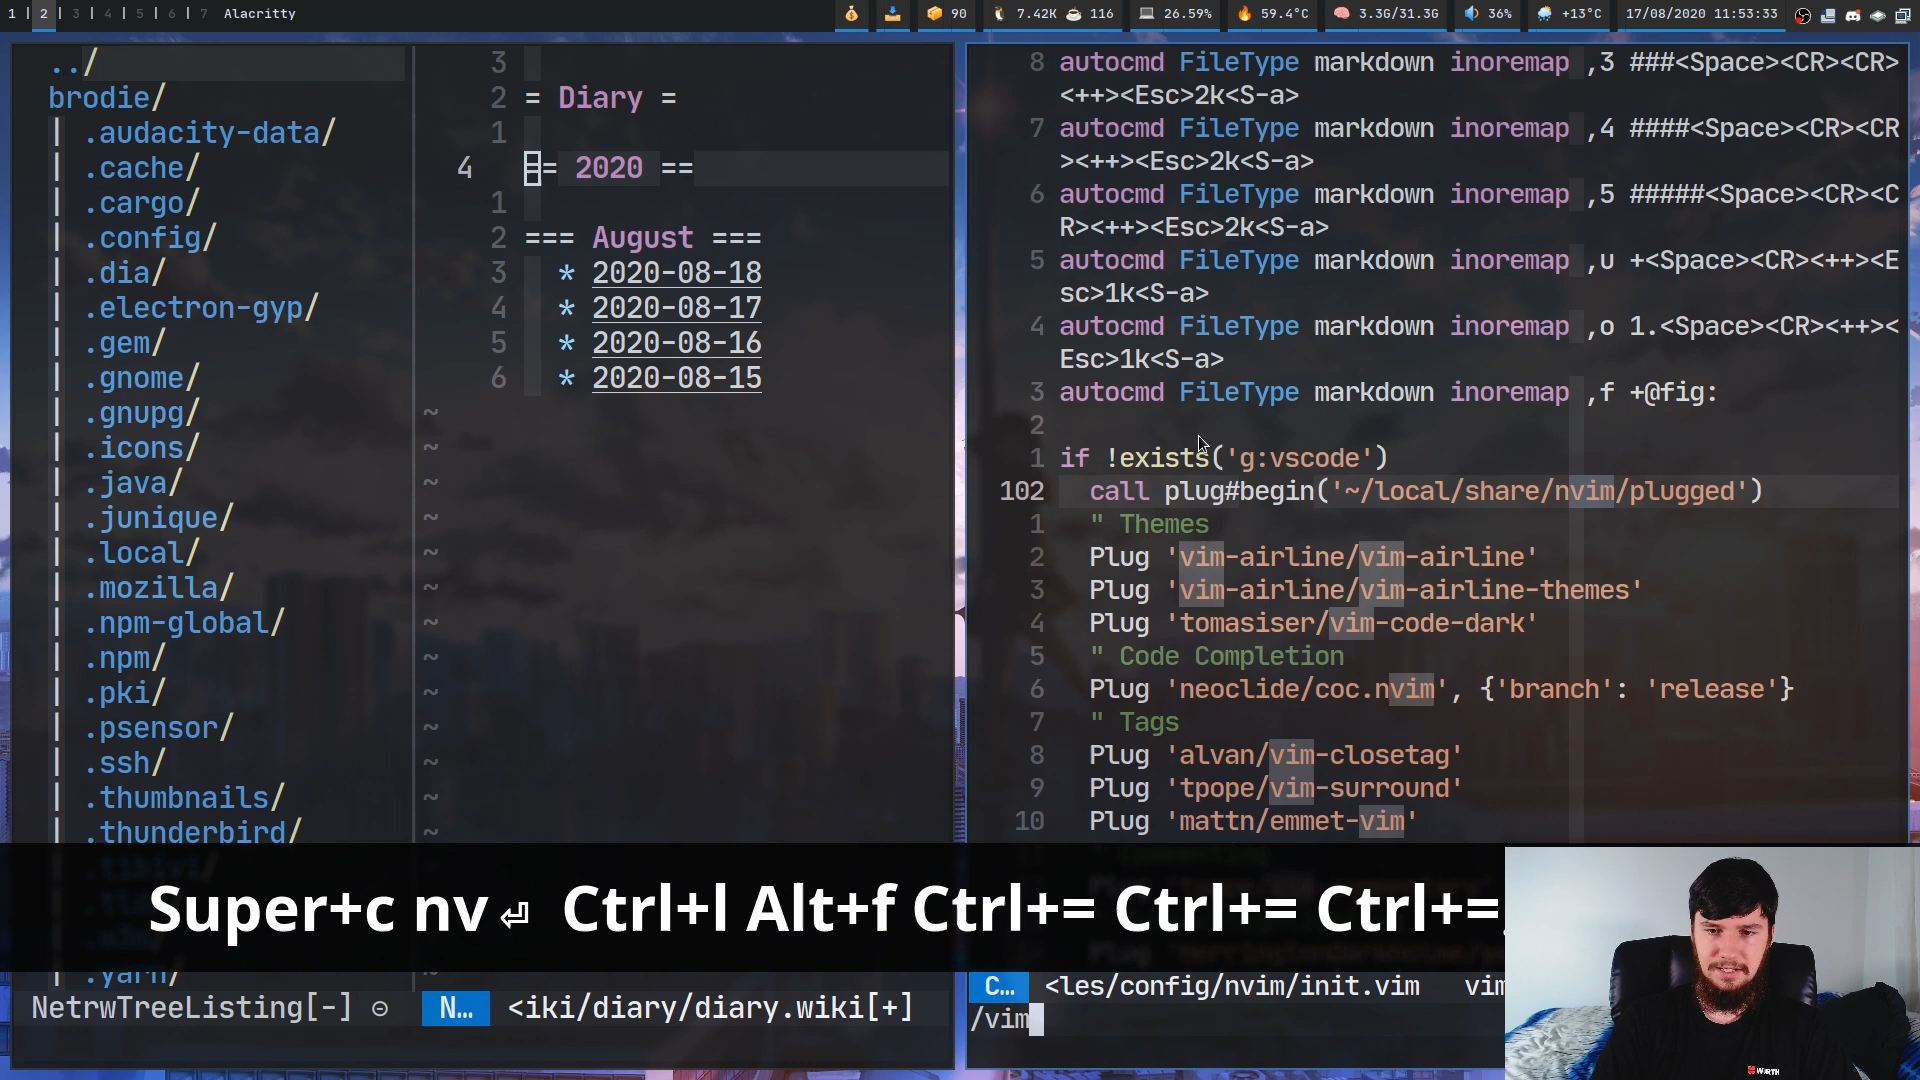 1 | 2 | 3 | 4 | 5 | 6 | 7 Alacritty
90 7.42K 116 26.59% 59.4°C 3.3G/31.3G 36% +13°C 17/08/2020 11:53:33
../
brodie/
| .audacity-data/
| .cache/
| .cargo/
| .config/
| .dia/
| .electron-gyp/
| .gem/
| .gnome/
| .gnupg/
| .icons/
| .java/
| .junique/
| .local/
| .mozilla/
| .npm-global/
| .npm/
| .pki/
| .psensor/
| .ssh/
| .thumbnails/
| .thunderbird/
.yarn/
NetrwTreeListing[-]
3
2 = Diary =
1
4 == 2020 ==
1
2 === August ===
3 * 2020-08-18
4 * 2020-08-17
5 * 2020-08-16
6 * 2020-08-15
~
~
~
~
~
~
~
~
~
~
~
~
~
N... <iki/diary/diary.wiki[+]
8 autocmd FileType markdown inoremap ,3 ###<Space><CR><CR>
<++><Esc>2k<S-a>
7 autocmd FileType markdown inoremap ,4 ####<Space><CR><CR
><++><Esc>2k<S-a>
6 autocmd FileType markdown inoremap ,5 #####<Space><CR><C
R><++><Esc>2k<S-a>
5 autocmd FileType markdown inoremap ,u +<Space><CR><++><E
sc>1k<S-a>
4 autocmd FileType markdown inoremap ,o 1.<Space><CR><++><
Esc>1k<S-a>
3 autocmd FileType markdown inoremap ,f +@fig:
2
1 if !exists('g:vscode')
102 call plug#begin('~/local/share/nvim/plugged')
1 " Themes
2 Plug 'vim-airline/vim-airline'
3 Plug 'vim-airline/vim-airline-themes'
4 Plug 'tomasiser/vim-code-dark'
5 " Code Completion
6 Plug 'neoclide/coc.nvim', {'branch': 'release'}
7 " Tags
8 Plug 'alvan/vim-closetag'
9 Plug 'tpope/vim-surround'
10 Plug 'mattn/emmet-vim'
C... <les/config/nvim/init.vim vim
/vim
Super+c nv⏎ Ctrl+l Alt+f Ctrl+= Ctrl+= Ctrl+=
WÜRTH